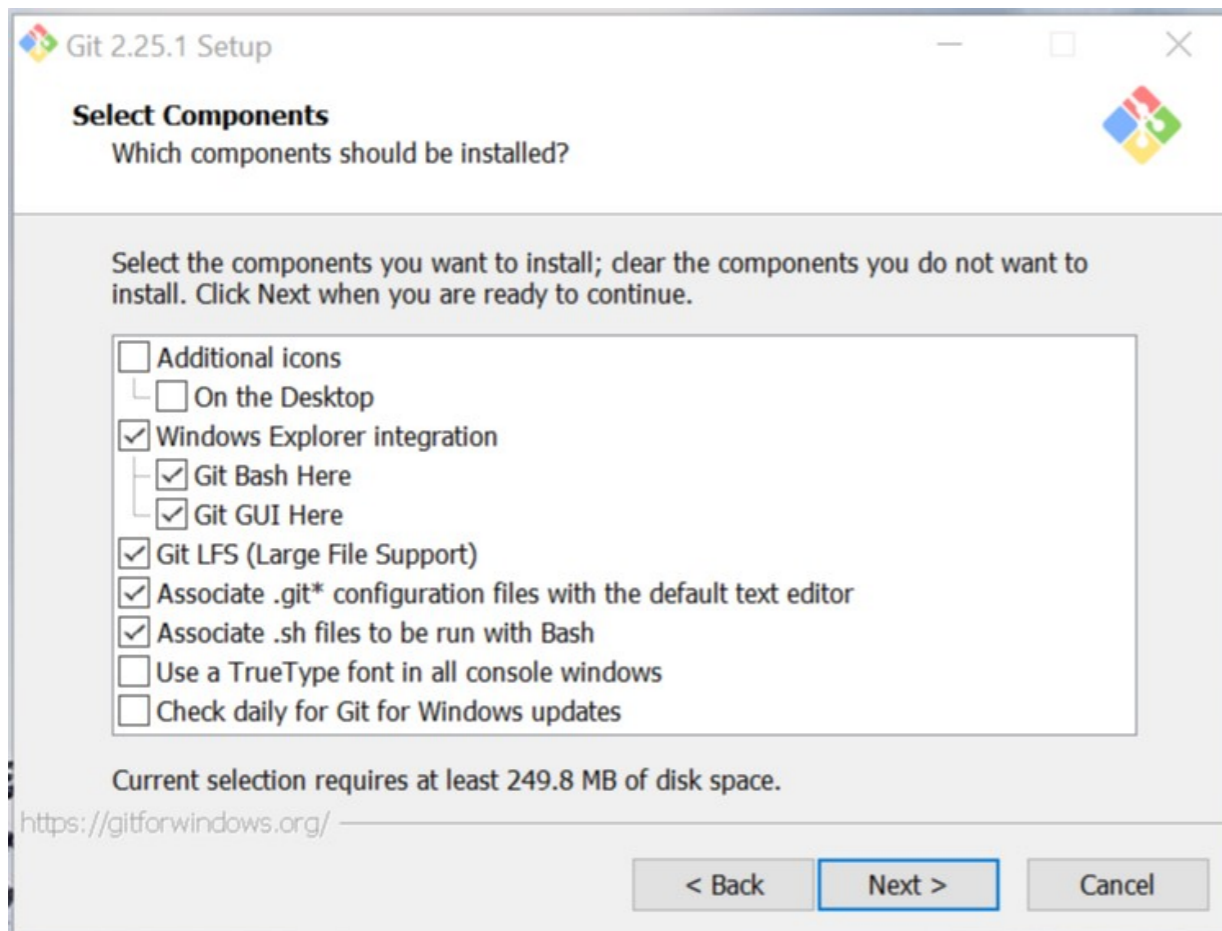 Git 2.25.1 Setup
Select Components
Which components should be installed?
Select the components you want to install; clear the components you do not want to
install. Click Next when you are ready to continue.
Additional icons
On the Desktop
Windows Explorer integration
Git Bash Here
Git GUI Here
Git LFS (Large File Support)
Associate .git* configuration files with the default text editor
Associate .sh files to be run with Bash
Use a TrueType font in all console windows
Check daily for Git for Windows updates
Current selection requires at least 249.8 MB of disk space.
https://gitforwindows.org/
< Back
Next >
Cancel